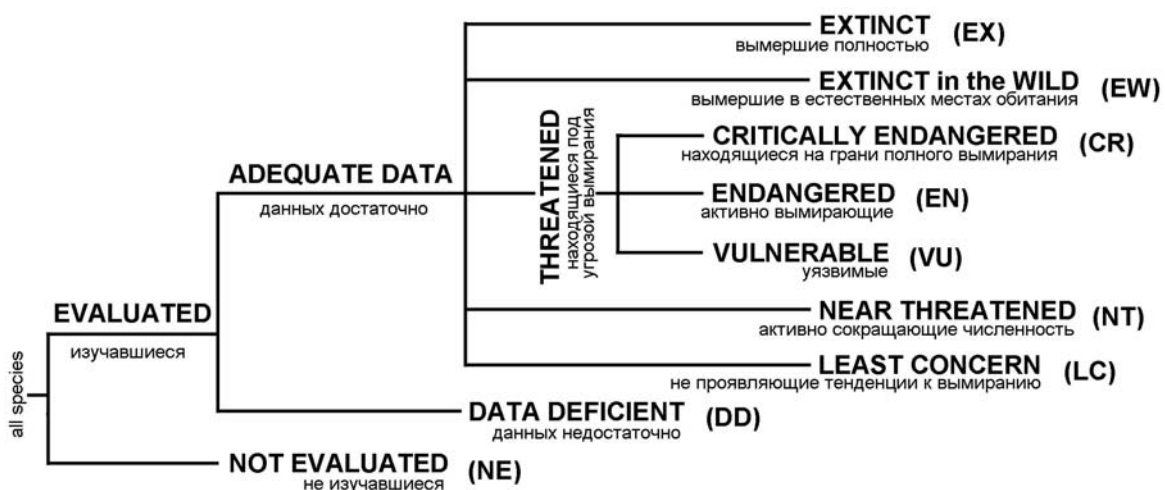 EXTINCT (EX)
вымершие полностью
EXTINCT in the WILD (EW)
вымершие в естественных местах обитания
CRITICALLY ENDANGERED (CR)
находящиеся на грани полного вымирания
THREATENED
находящиеся под
угрозой вымирания
ADEQUATE DATA
данных достаточно
ENDANGERED (EN)
активно вымирающие
VULNERABLE (VU)
уязвимые
EVALUATED
изучавшиеся
NEAR THREATENED (NT)
активно сокращающие численность
LEAST CONCERN (LC)
не проявляющие тенденции к вымиранию
all species
DATA DEFICIENT (DD)
данных недостаточно
NOT EVALUATED (NE)
не изучавшиеся